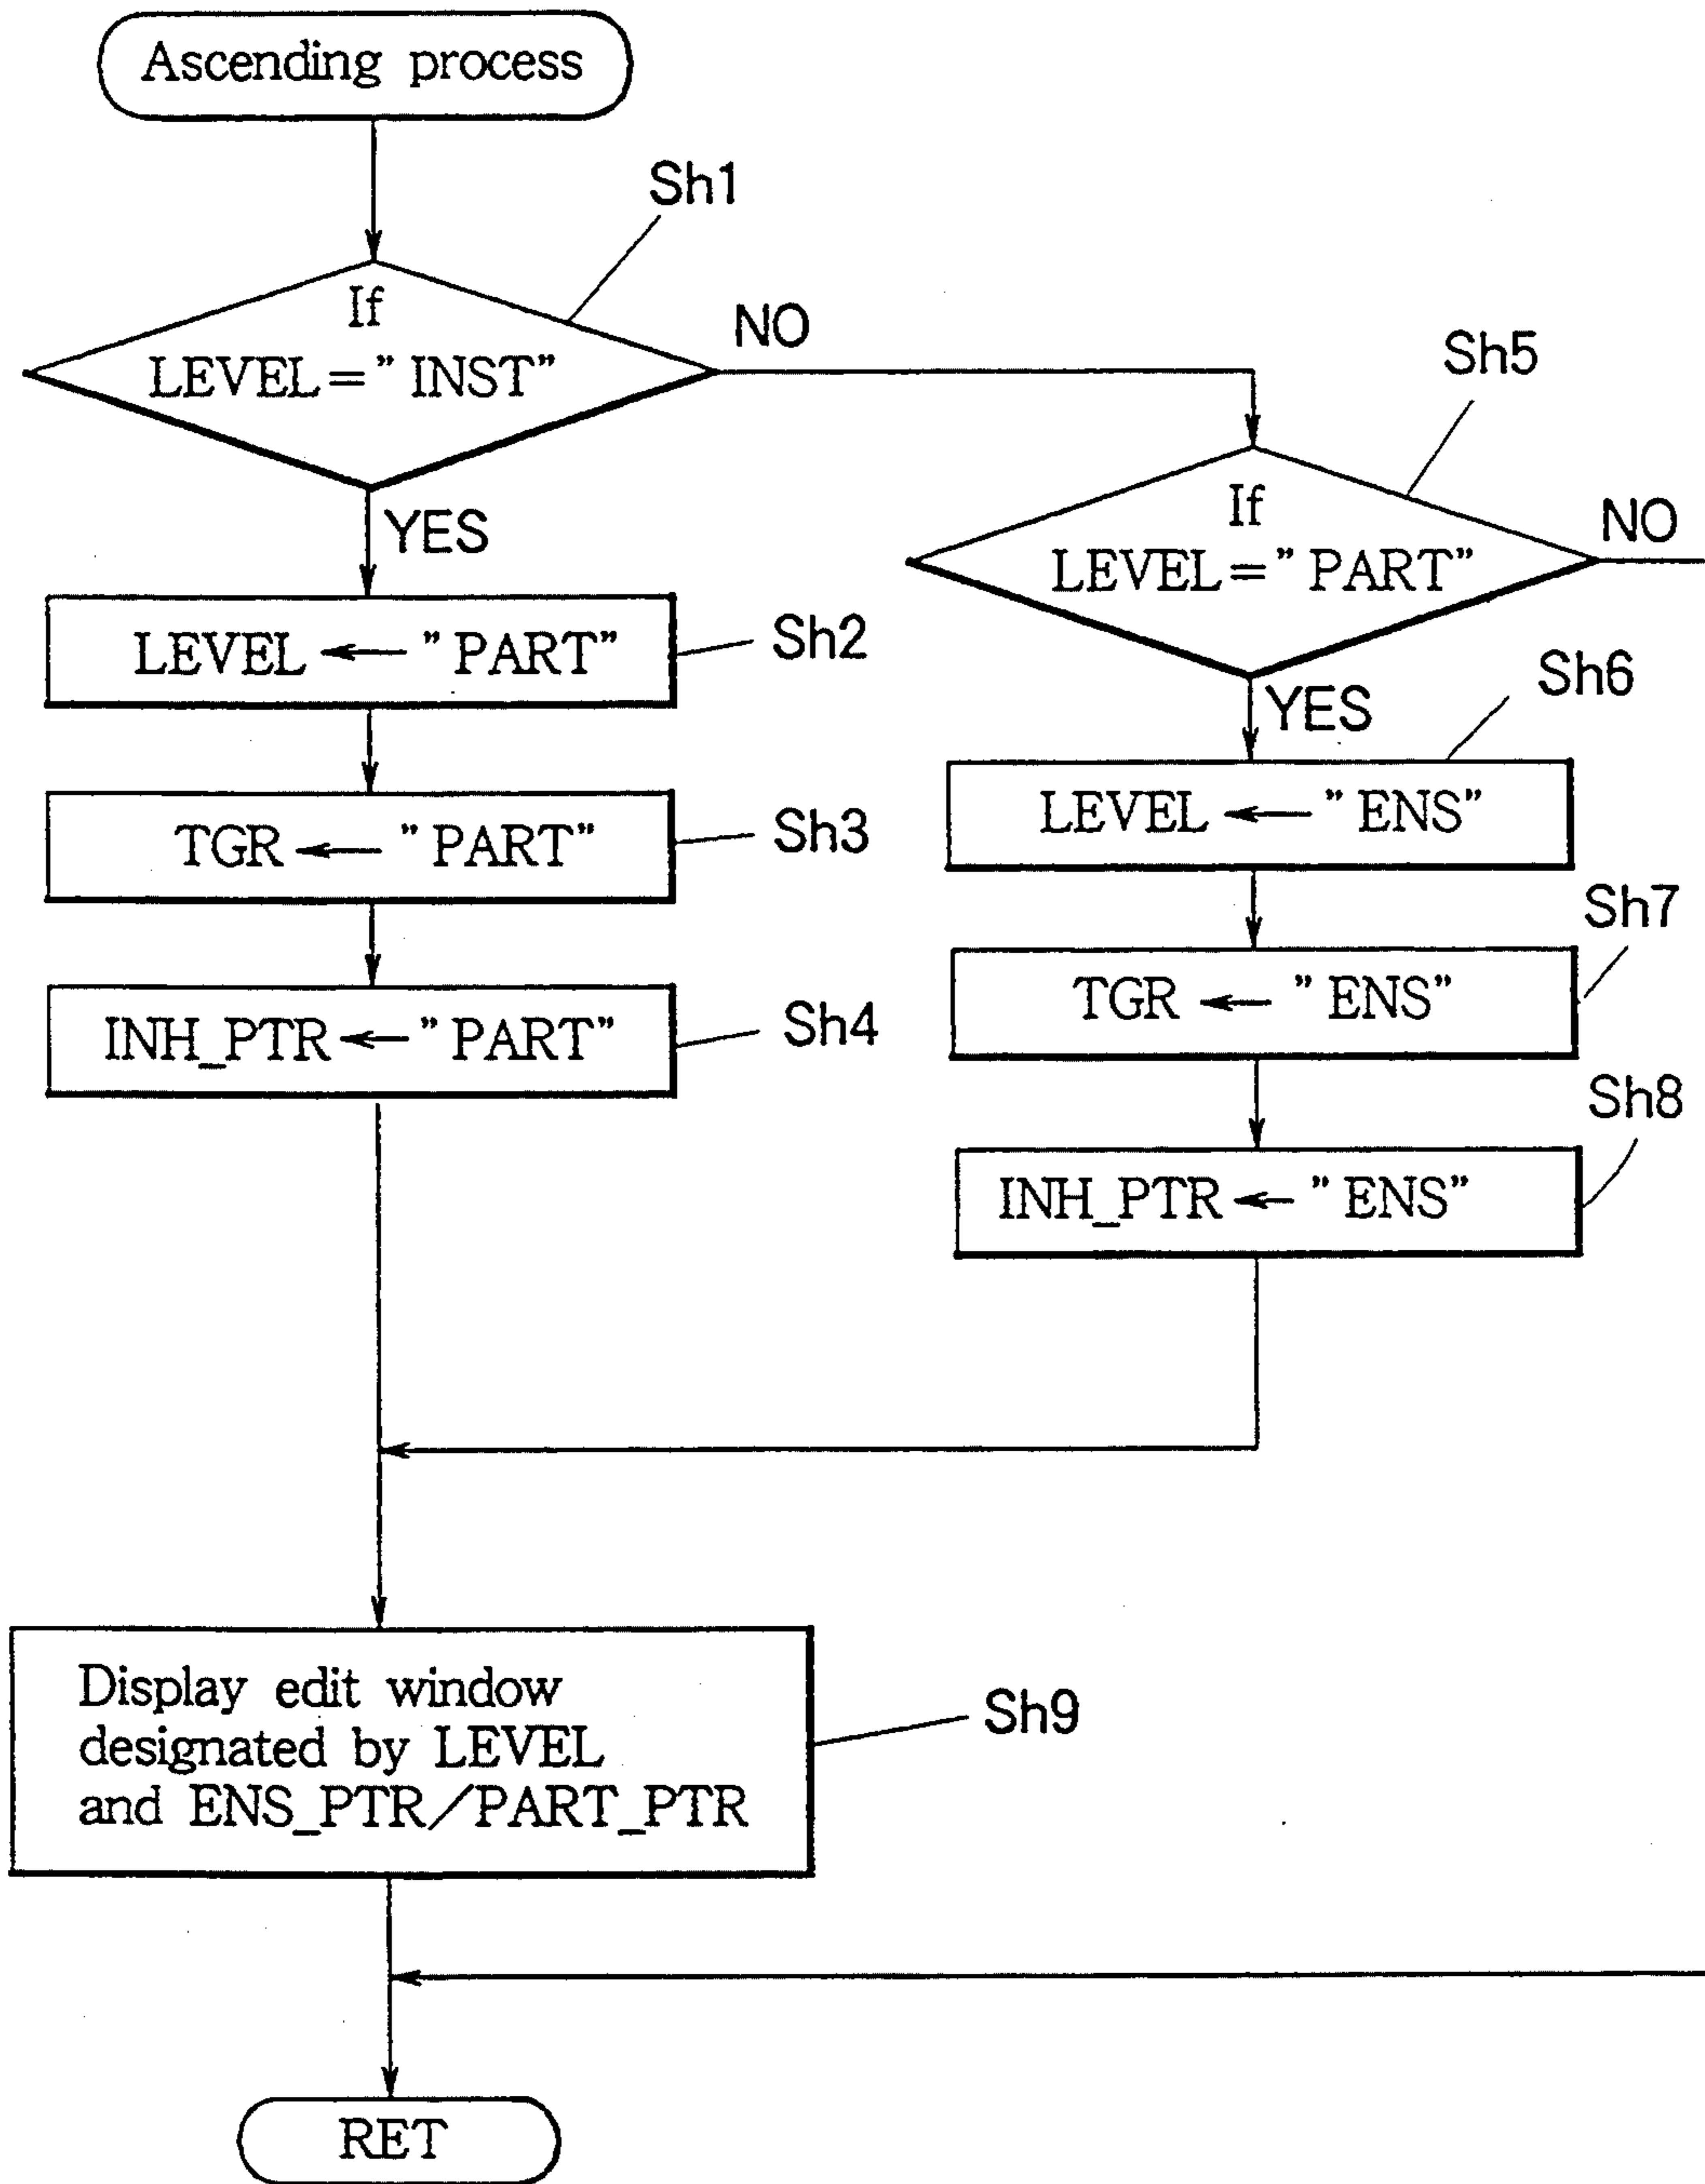 Ascending process
Sh1
If
LEVEL=" INST"
NO
YES
LEVEL ← " PART"
Sh2
TGR ← " PART"
Sh3
INH_PTR ← " PART"
Sh4
Sh5
If
LEVEL=" PART"
NO
YES
Sh6
LEVEL ← " ENS"
Sh7
TGR ← " ENS"
Sh8
INH_PTR ← " ENS"
Display edit window
designated by LEVEL
and ENS_PTR/PART_PTR
Sh9
RET